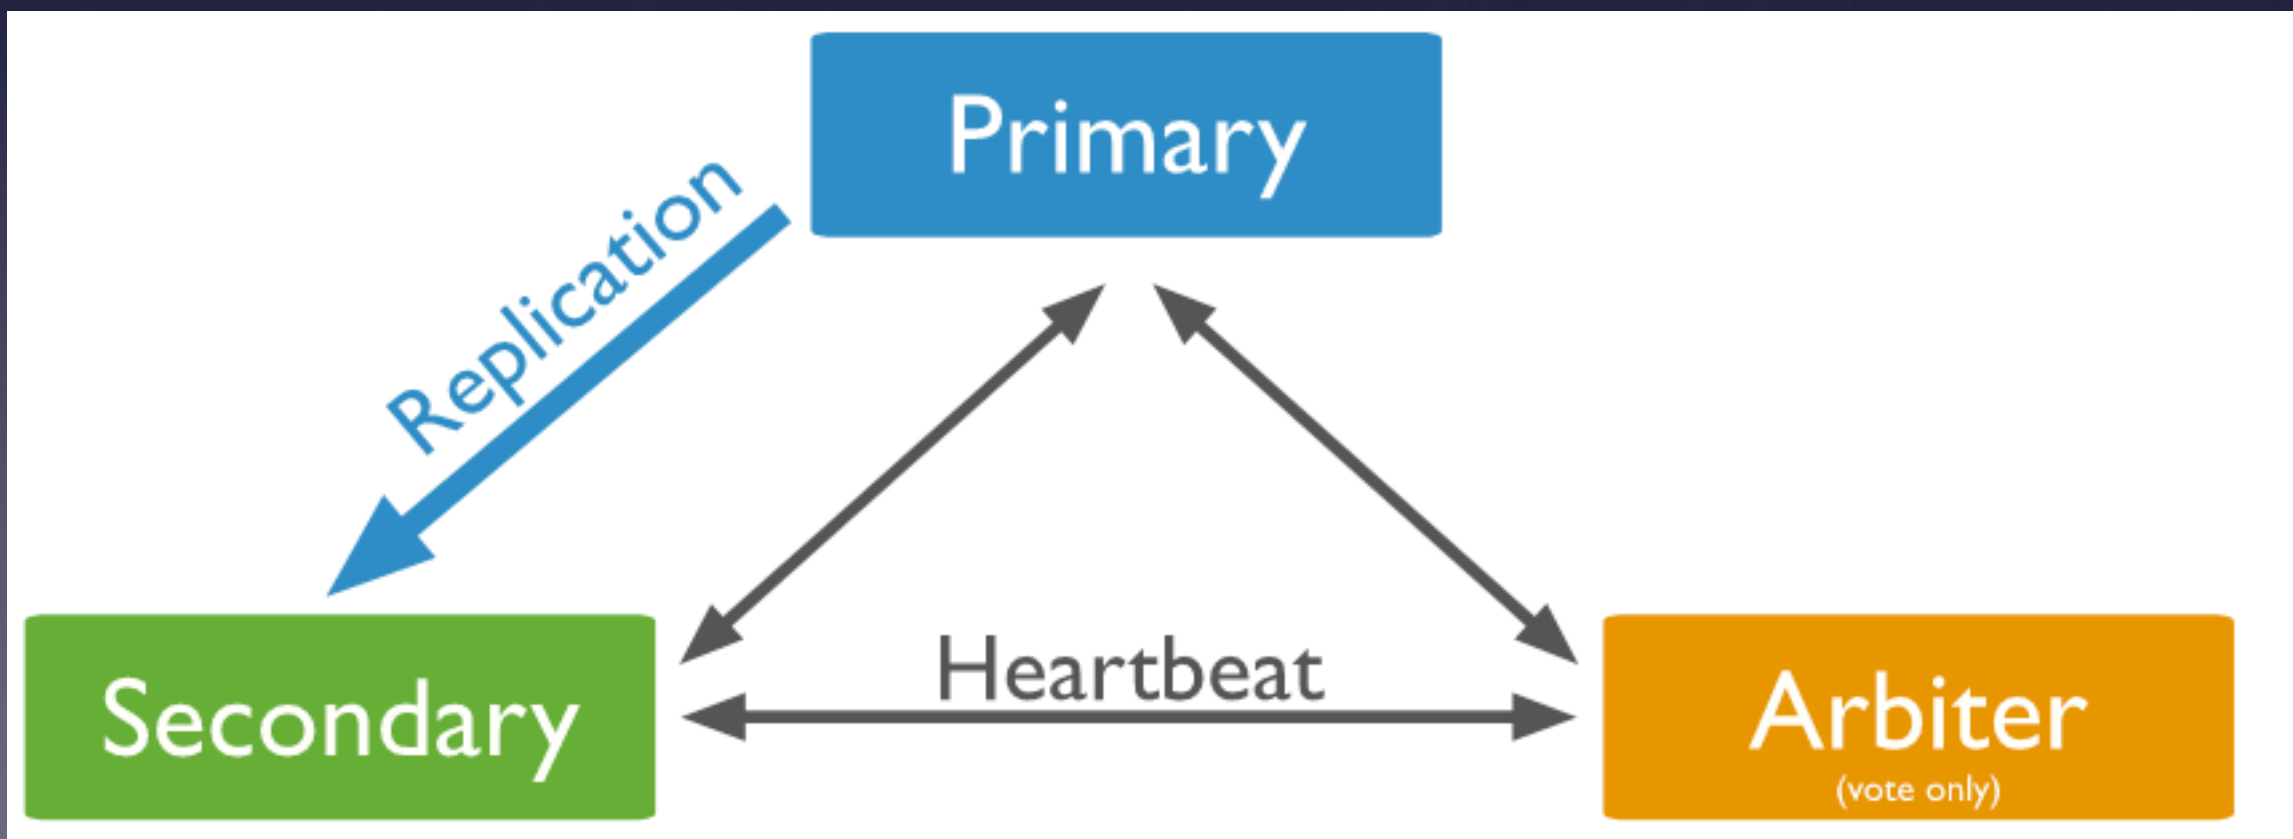 Primary
Replication
Heartbeat
Secondary
Arbiter
(vote only)